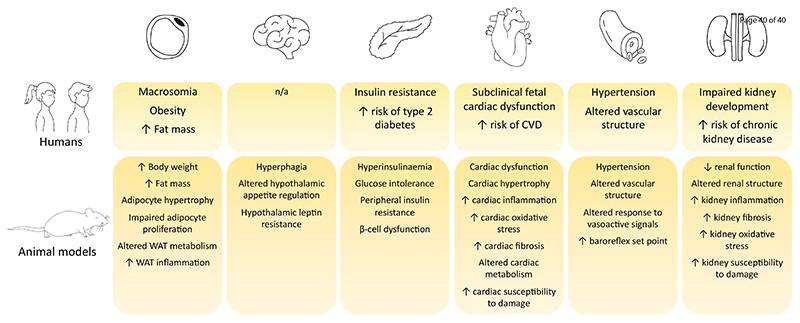 Page 40 of 40
Humans
Macrosomia
Obesity
↑ Fat mass
n/a
Insulin resistance
↑ risk of type 2
diabetes
Subclinical fetal
cardiac dysfunction
↑ risk of CVD
Hypertension
Altered vascular
structure
Impaired kidney
development
↑ risk of chronic
kidney disease
Animal models
↑ Body weight
↑ Fat mass
Adipocyte hypertrophy
Impaired adipocyte
proliferation
Altered WAT metabolism
↑ WAT inflammation
Hyperphagia
Altered hypothalamic
appetite regulation
Hypothalamic leptin
resistance
Hyperinsulinaemia
Glucose intolerance
Peripheral insulin
resistance
β-cell dysfunction
Cardiac dysfunction
Cardiac hypertrophy
↑ cardiac inflammation
↑ cardiac oxidative
stress
↑ cardiac fibrosis
Altered cardiac
metabolism
↑ cardiac susceptibility
to damage
Hypertension
Altered vascular
structure
Altered response to
vasoactive signals
↑ baroreflex set point
↓ renal function
Altered renal structure
↑ kidney inflammation
↑ kidney fibrosis
↑ kidney oxidative
stress
↑ kidney susceptibility
to damage